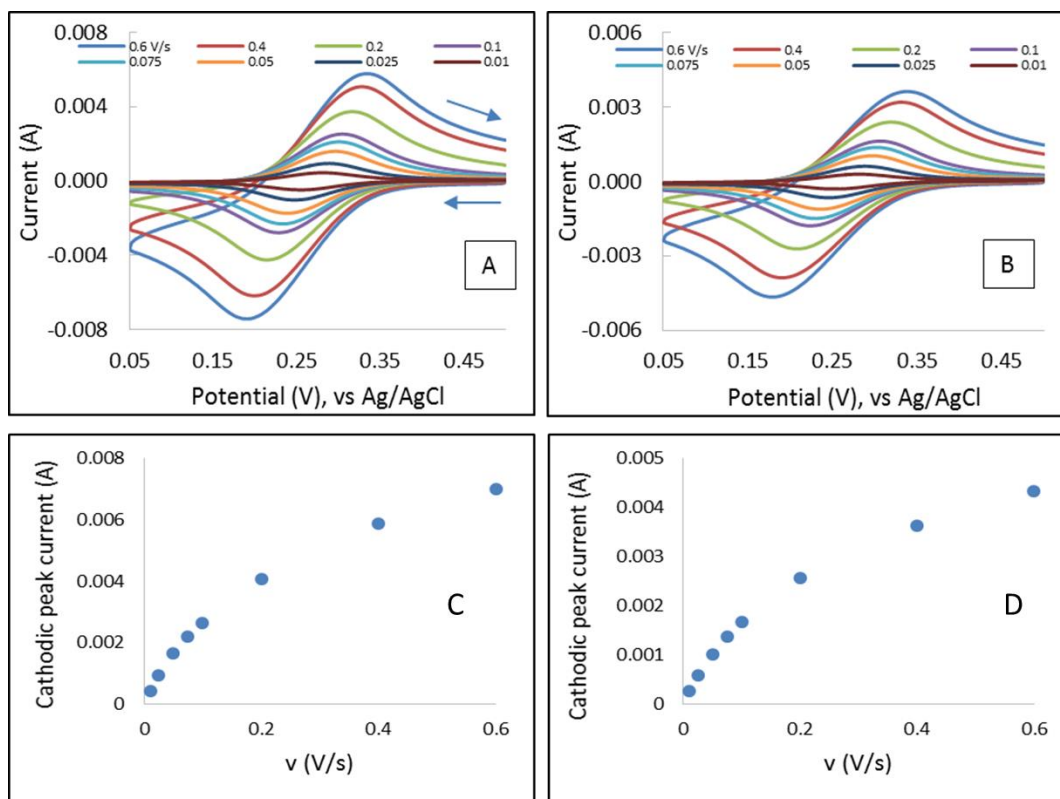 0.008
0.6 V/s 0.4 0.2 0.1
0.075 0.05 0.025 0.01
0.004
0.000
-0.004
-0.008
Current (A)
A
0.05 0.15 0.25 0.35 0.45
Potential (V), vs Ag/AgCl
0.006
0.6 V/s 0.4 0.2 0.1
0.075 0.05 0.025 0.01
0.003
0.000
-0.003
-0.006
Current (A)
B
0.05 0.15 0.25 0.35 0.45
Potential (V), vs Ag/AgCl
0.008
0.006
0.004
0.002
0
Cathodic peak current (A)
C
0 0.2 0.4 0.6
v (V/s)
0.005
0.004
0.003
0.002
0.001
0
Cathodic peak current (A)
D
0 0.2 0.4 0.6
v (V/s)